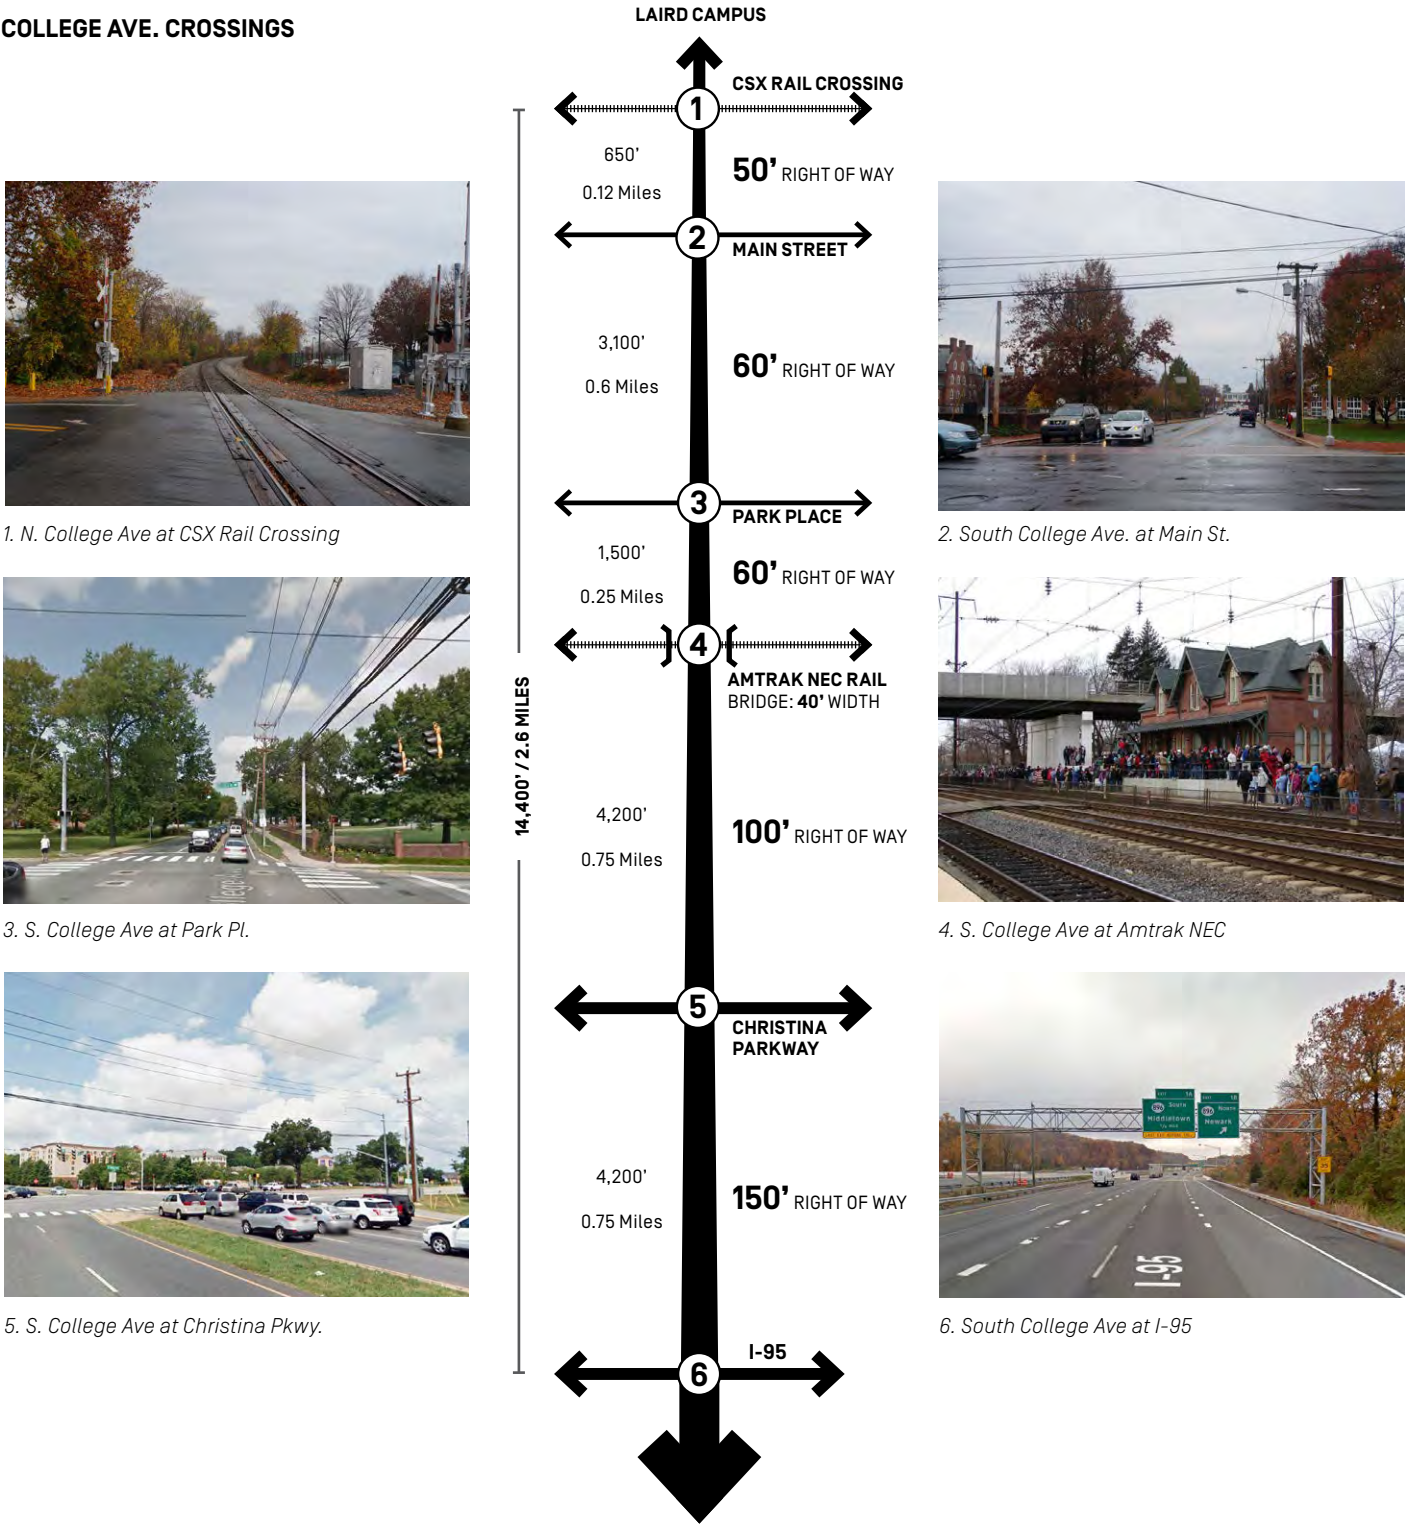 COLLEGE AVE. CROSSINGS
LAIRD CAMPUS
CSX RAIL CROSSING
1
650’
0.12 Miles
50’ RIGHT OF WAY
2
MAIN STREET
3,100’
0.6 Miles
60’ RIGHT OF WAY
3
PARK PLACE
1,500’
0.25 Miles
60’ RIGHT OF WAY
4
AMTRAK NEC RAIL
BRIDGE: 40’ WIDTH
14,400’ / 2.6 MILES
4,200’
0.75 Miles
100’ RIGHT OF WAY
5
CHRISTINA
PARKWAY
4,200’
0.75 Miles
150’ RIGHT OF WAY
I-95
6
1. N. College Ave at CSX Rail Crossing
2. South College Ave. at Main St.
3. S. College Ave at Park Pl.
4. S. College Ave at Amtrak NEC
5. S. College Ave at Christina Pkwy.
896 South
Middletown
896 North
Newark
I-95
6. South College Ave at I-95